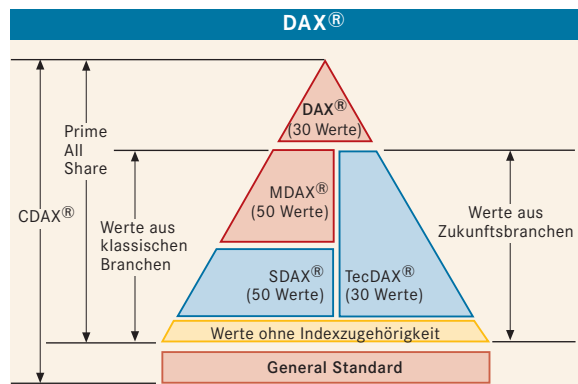 DAX®
DAX®
(30 Werte)
Prime
All
Share
MDAX®
(50 Werte)
CDAX®
Werte aus
klassischen
Branchen
Werte aus
Zukunftsbranchen
SDAX®
(50 Werte)
TecDAX®
(30 Werte)
Werte ohne Indexzugehörigkeit
General Standard